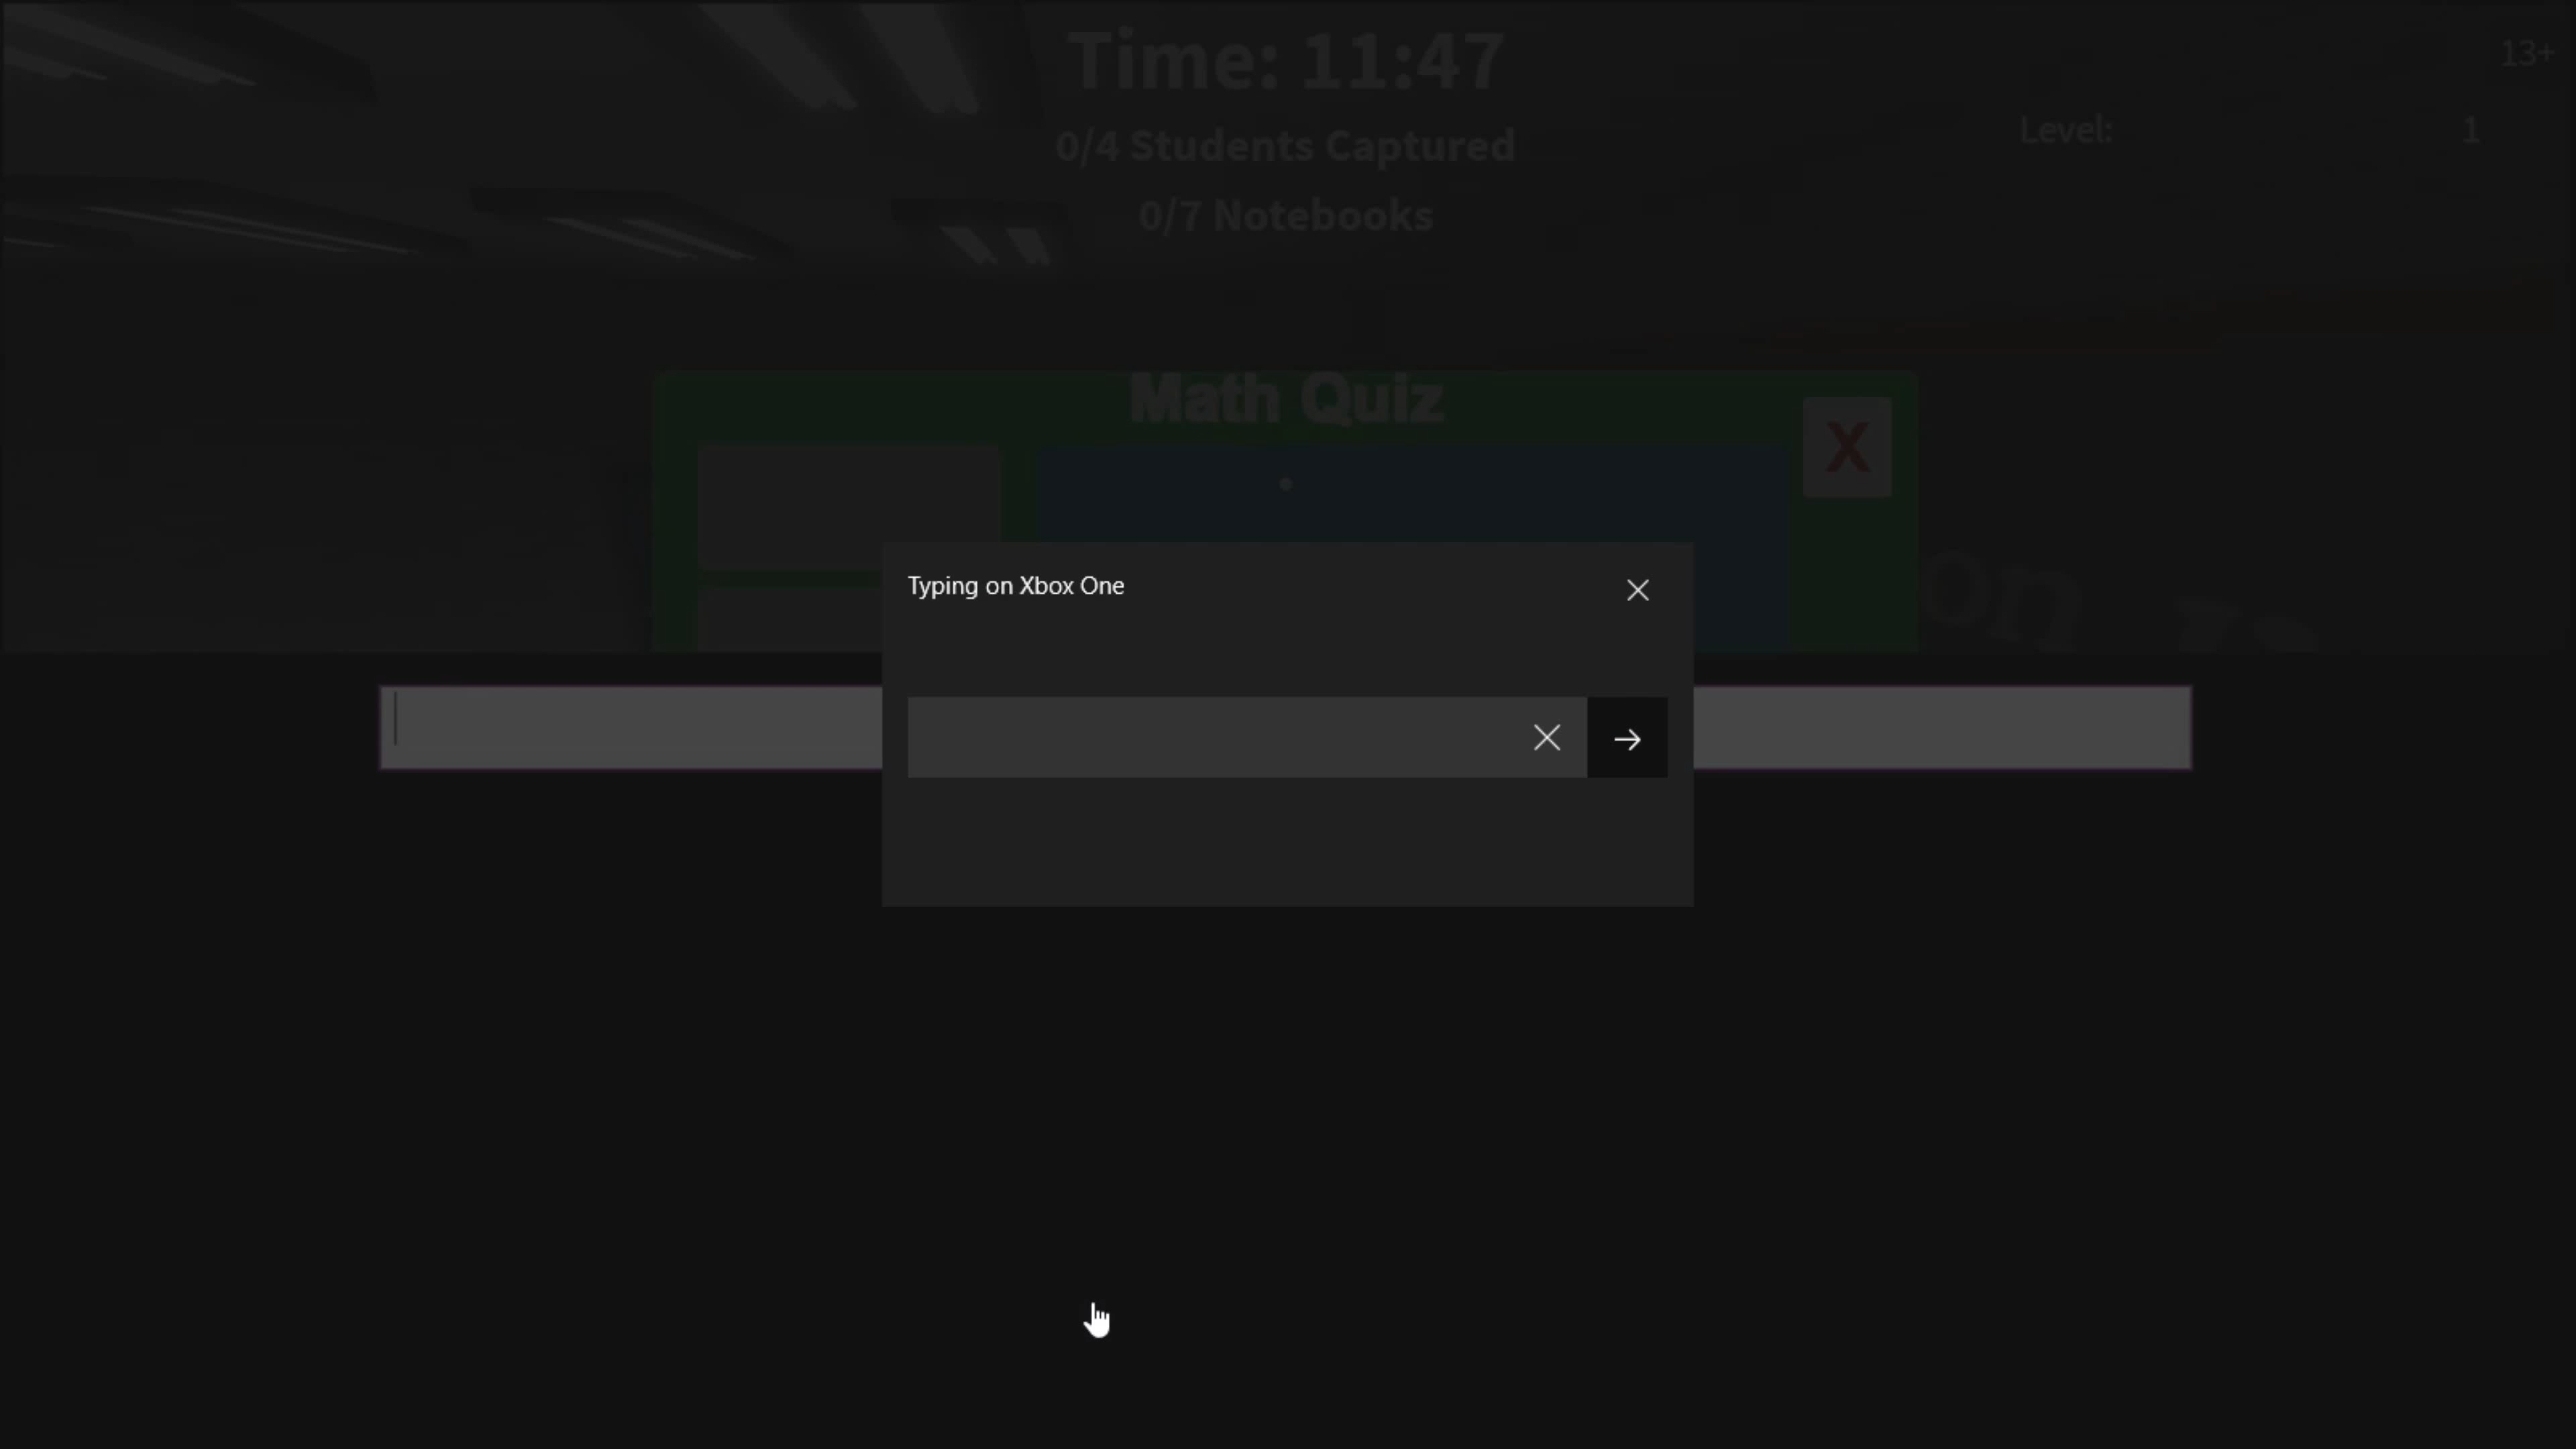 Time: 11:47
13+
Level: 1
0/4 Students Captured
0/7 Notebooks
Math Quiz
X
on
Typing on Xbox One